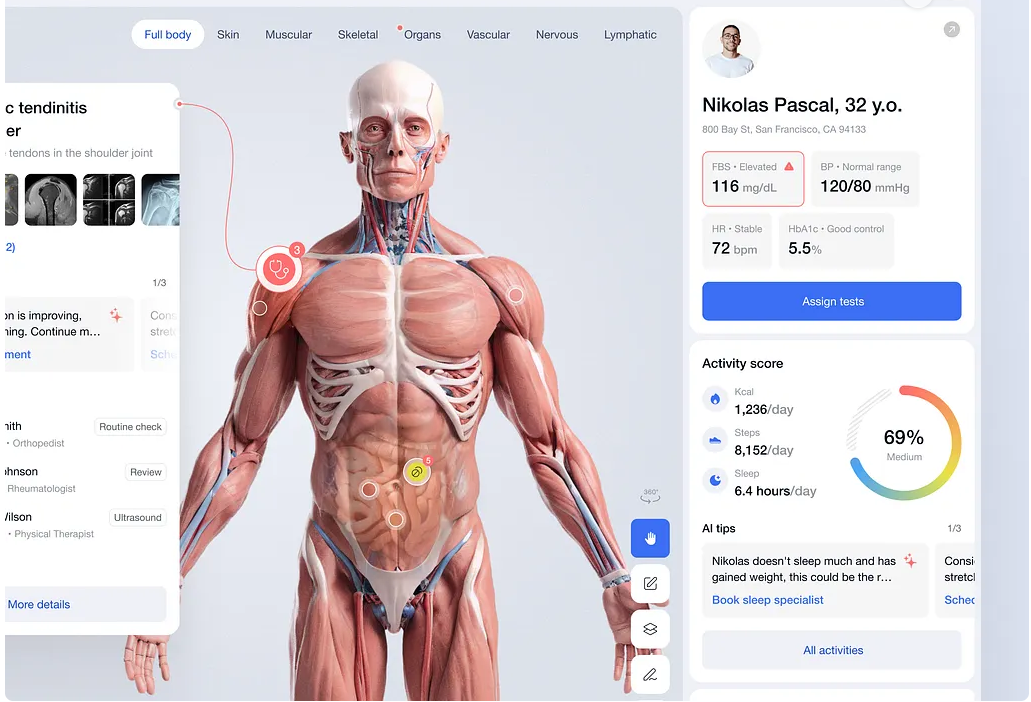 Full body
Skin
Muscular
Skeletal
Organs
Vascular
Nervous
Lymphatic
c tendinitis
er
tendons in the shoulder joint
2)
1/3
on is improving,
ning. Continue m...
ment
Cons
stret
Sche
nith
• Orthopedist
Routine check
ohnson
Rheumatologist
Review
Wilson
• Physical Therapist
Ultrasound
More details
3
5
360°
Nikolas Pascal, 32 y.o.
800 Bay St, San Francisco, CA 94133
FBS • Elevated
116 mg/dL
BP • Normal range
120/80 mmHg
HR • Stable
72 bpm
HbA1c • Good control
5.5%
Assign tests
Activity score
Kcal
1,236/day
Steps
8,152/day
Sleep
6.4 hours/day
69%
Medium
AI tips
1/3
Nikolas doesn't sleep much and has
gained weight, this could be the r...
Book sleep specialist
Consi
stretch
Sched
All activities